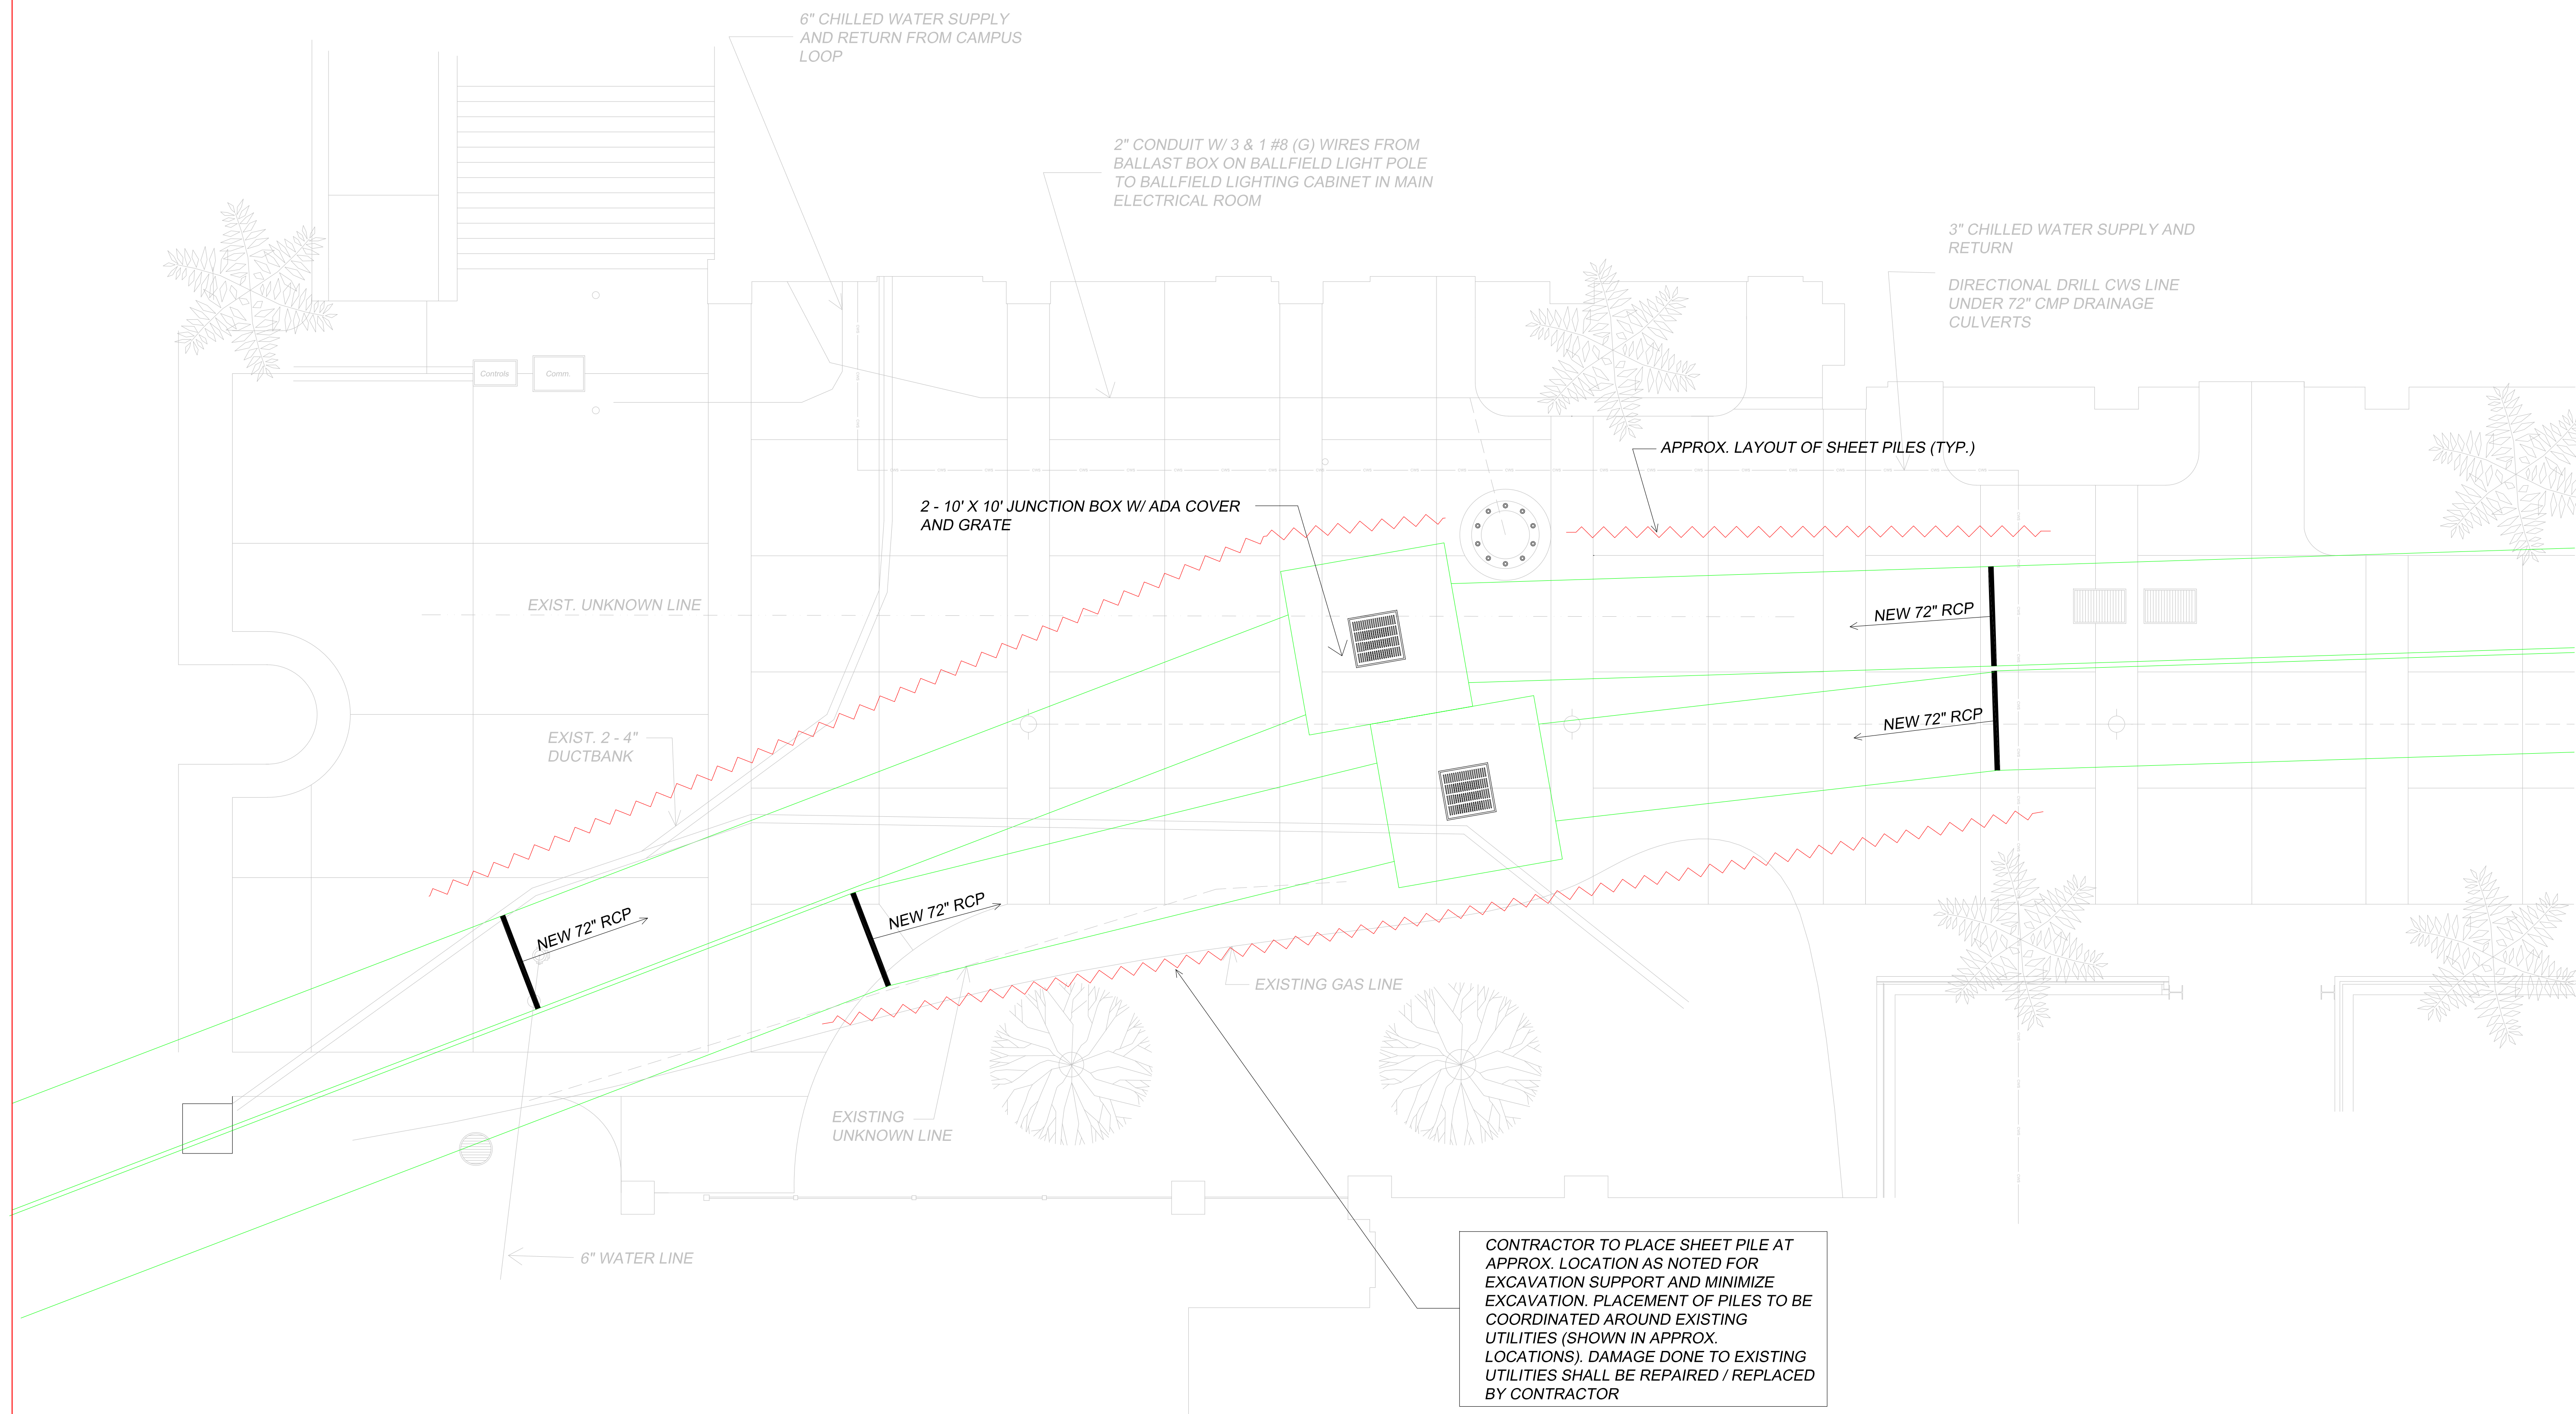 6" CHILLED WATER SUPPLY
AND RETURN FROM CAMPUS
LOOP
2" CONDUIT W/ 3 & 1 #8 (G) WIRES FROM
BALLAST BOX ON BALLFIELD LIGHT POLE
TO BALLFIELD LIGHTING CABINET IN MAIN
ELECTRICAL ROOM
3" CHILLED WATER SUPPLY AND
RETURN
DIRECTIONAL DRILL CWS LINE
UNDER 72" CMP DRAINAGE
CULVERTS
Controls
Comm.
APPROX. LAYOUT OF SHEET PILES (TYP.)
2 - 10' X 10' JUNCTION BOX W/ ADA COVER
AND GRATE
EXIST. UNKNOWN LINE
NEW 72" RCP
NEW 72" RCP
EXIST. 2 - 4"
DUCTBANK
NEW 72" RCP
NEW 72" RCP
EXISTING GAS LINE
EXISTING
UNKNOWN LINE
6" WATER LINE
CONTRACTOR TO PLACE SHEET PILE AT
APPROX. LOCATION AS NOTED FOR
EXCAVATION SUPPORT AND MINIMIZE
EXCAVATION. PLACEMENT OF PILES TO BE
COORDINATED AROUND EXISTING
UTILITIES (SHOWN IN APPROX.
LOCATIONS). DAMAGE DONE TO EXISTING
UTILITIES SHALL BE REPAIRED / REPLACED
BY CONTRACTOR